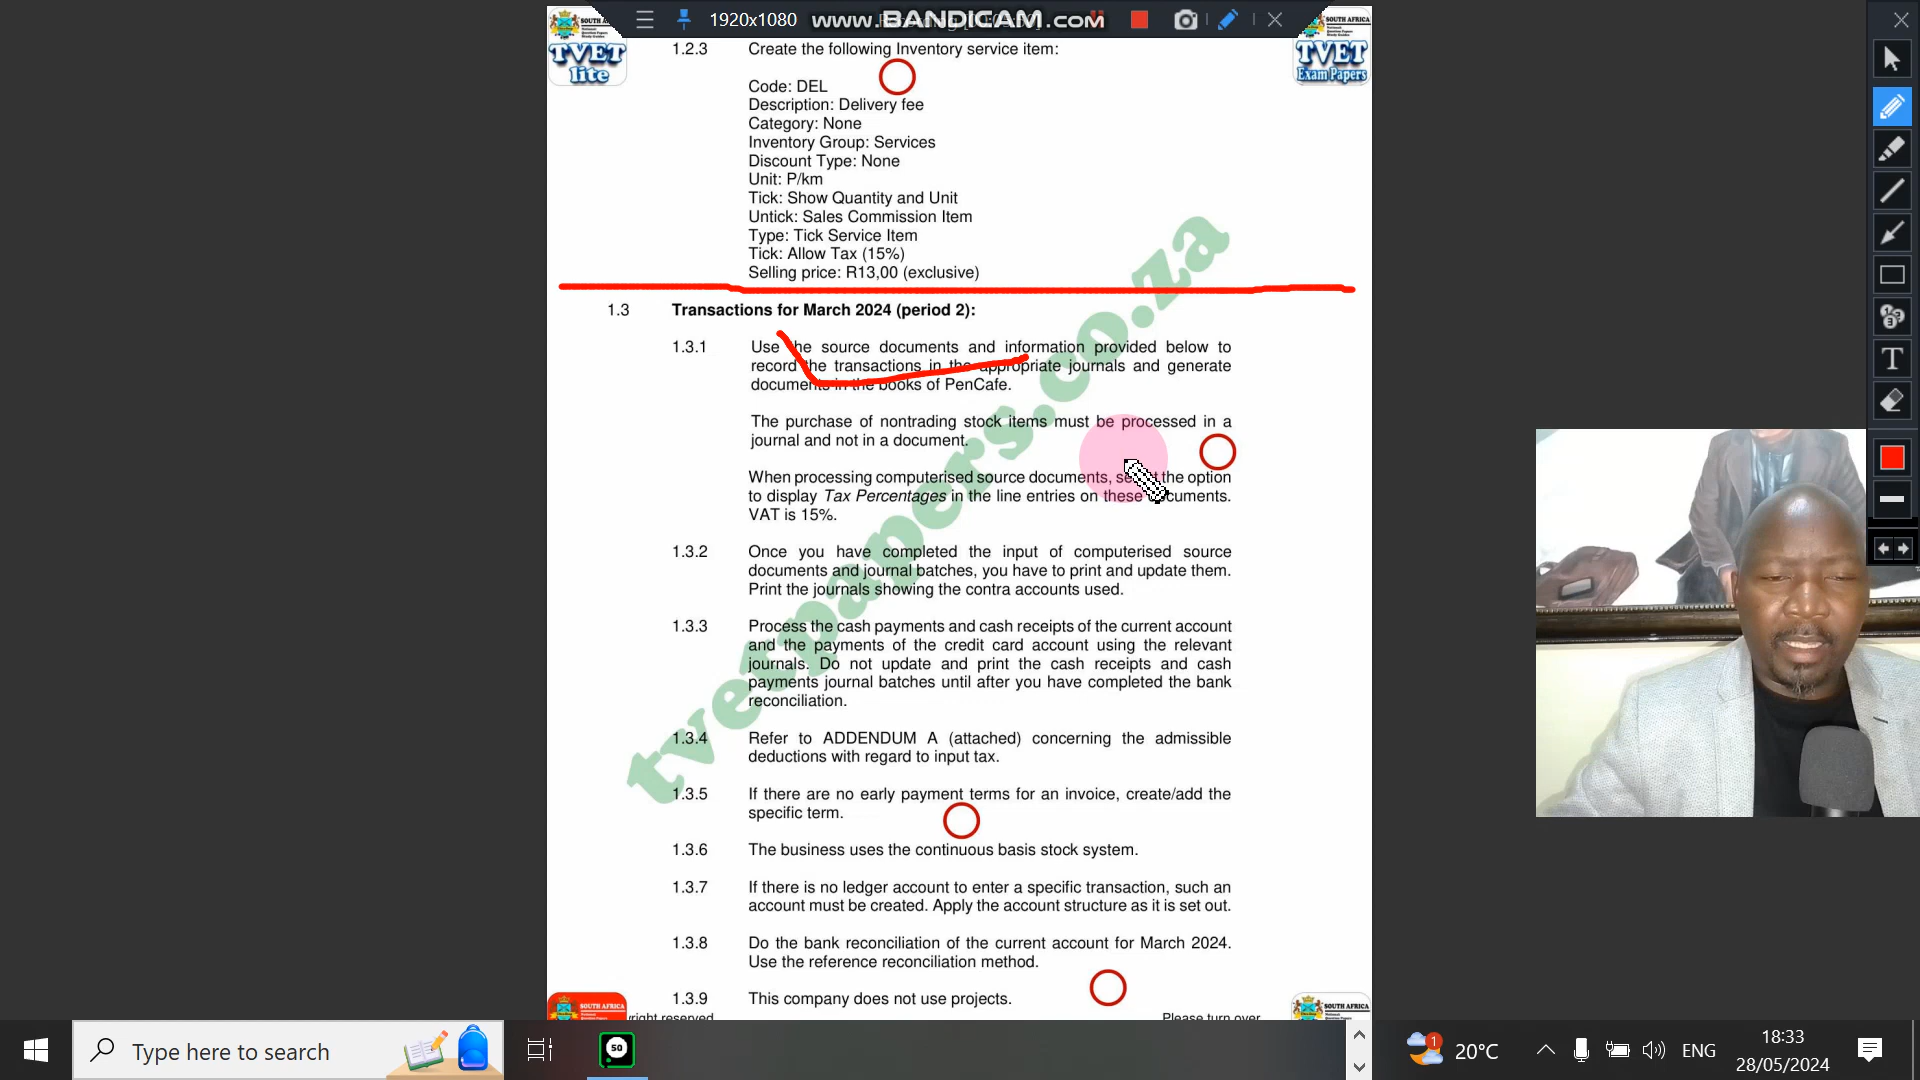 1920x1080
www.BANDICAM.com
SOUTH AFRICA
TVET
lite
SOUTH AFRICA
TVET
Exam Papers
1.2.3 Create the following Inventory service item:
Code: DEL
Description: Delivery fee
Category: None
Inventory Group: Services
Discount Type: None
Unit: P/km
Tick: Show Quantity and Unit
Untick: Sales Commission Item
Type: Tick Service Item
Tick: Allow Tax (15%)
Selling price: R13,00 (exclusive)
1.3 Transactions for March 2024 (period 2):
1.3.1 Use the source documents and information provided below to
record the transactions in the appropriate journals and generate
documents in the books of PenCafe.
The purchase of nontrading stock items must be processed in a
journal and not in a document.
When processing computerised source documents, select the option
to display Tax Percentages in the line entries on these documents.
VAT is 15%.
1.3.2 Once you have completed the input of computerised source
documents and journal batches, you have to print and update them.
Print the journals showing the contra accounts used.
1.3.3 Process the cash payments and cash receipts of the current account
and the payments of the credit card account using the relevant
journals. Do not update and print the cash receipts and cash
payments journal batches until after you have completed the bank
reconciliation.
1.3.4 Refer to ADDENDUM A (attached) concerning the admissible
deductions with regard to input tax.
1.3.5 If there are no early payment terms for an invoice, create/add the
specific term.
1.3.6 The business uses the continuous basis stock system.
1.3.7 If there is no ledger account to enter a specific transaction, such an
account must be created. Apply the account structure as it is set out.
1.3.8 Do the bank reconciliation of the current account for March 2024.
Use the reference reconciliation method.
1.3.9 This company does not use projects.
tvetpapers.co.za
SOUTH AFRICA
right reserved
Please turn over
SOUTH AFRICA
Type here to search
50
1
20°C
ENG
18:33
28/05/2024